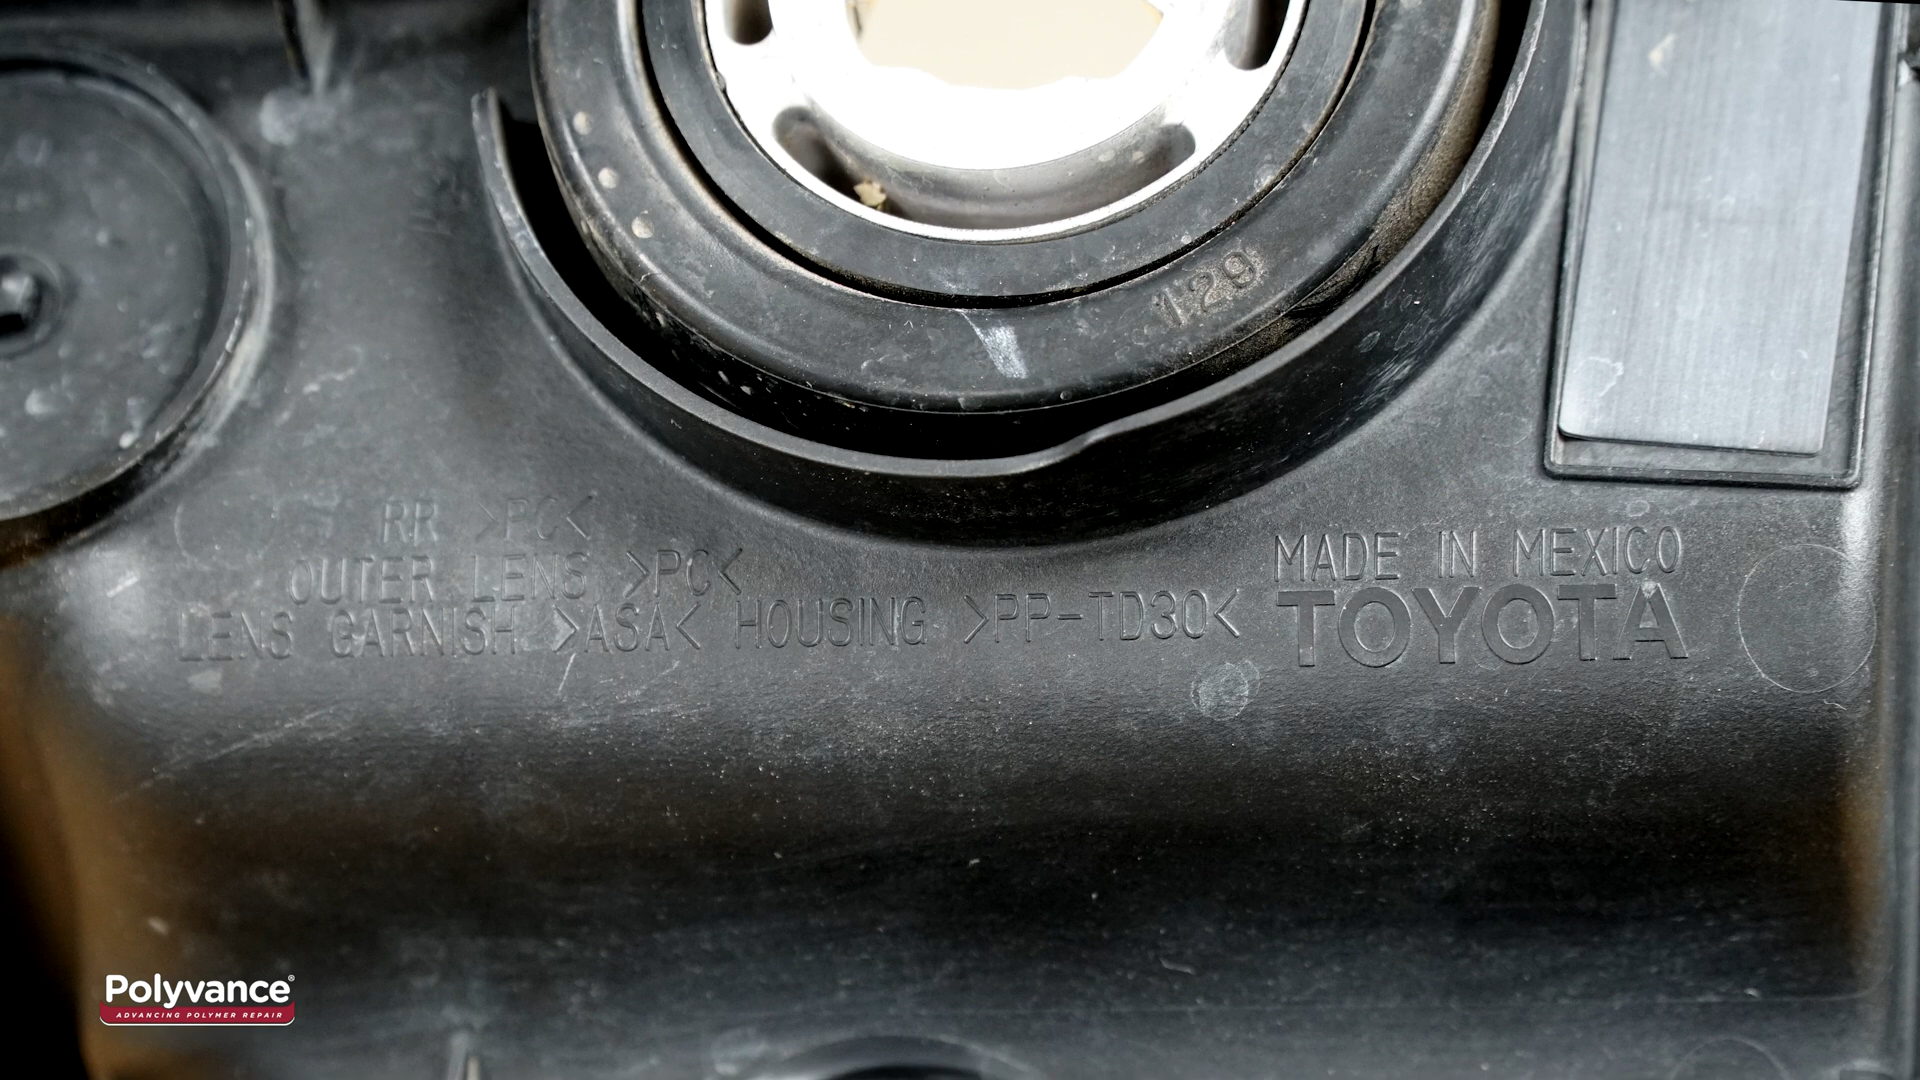 129
RR >PC<
OUTER LENS >PC<
LENS GARNISH >ASA< HOUSING >PP-TD30<
MADE IN MEXICO
TOYOTA
Polyvance®
ADVANCING POLYMER REPAIR